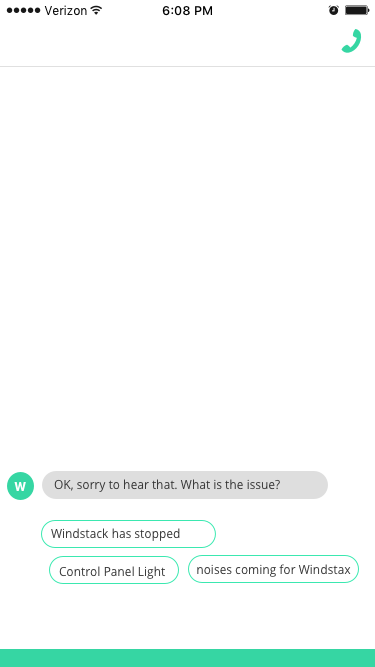 Verizon 6:08 PM
W OK, sorry to hear that. What is the issue?
Windstack has stopped
Control Panel Light noises coming for Windstax